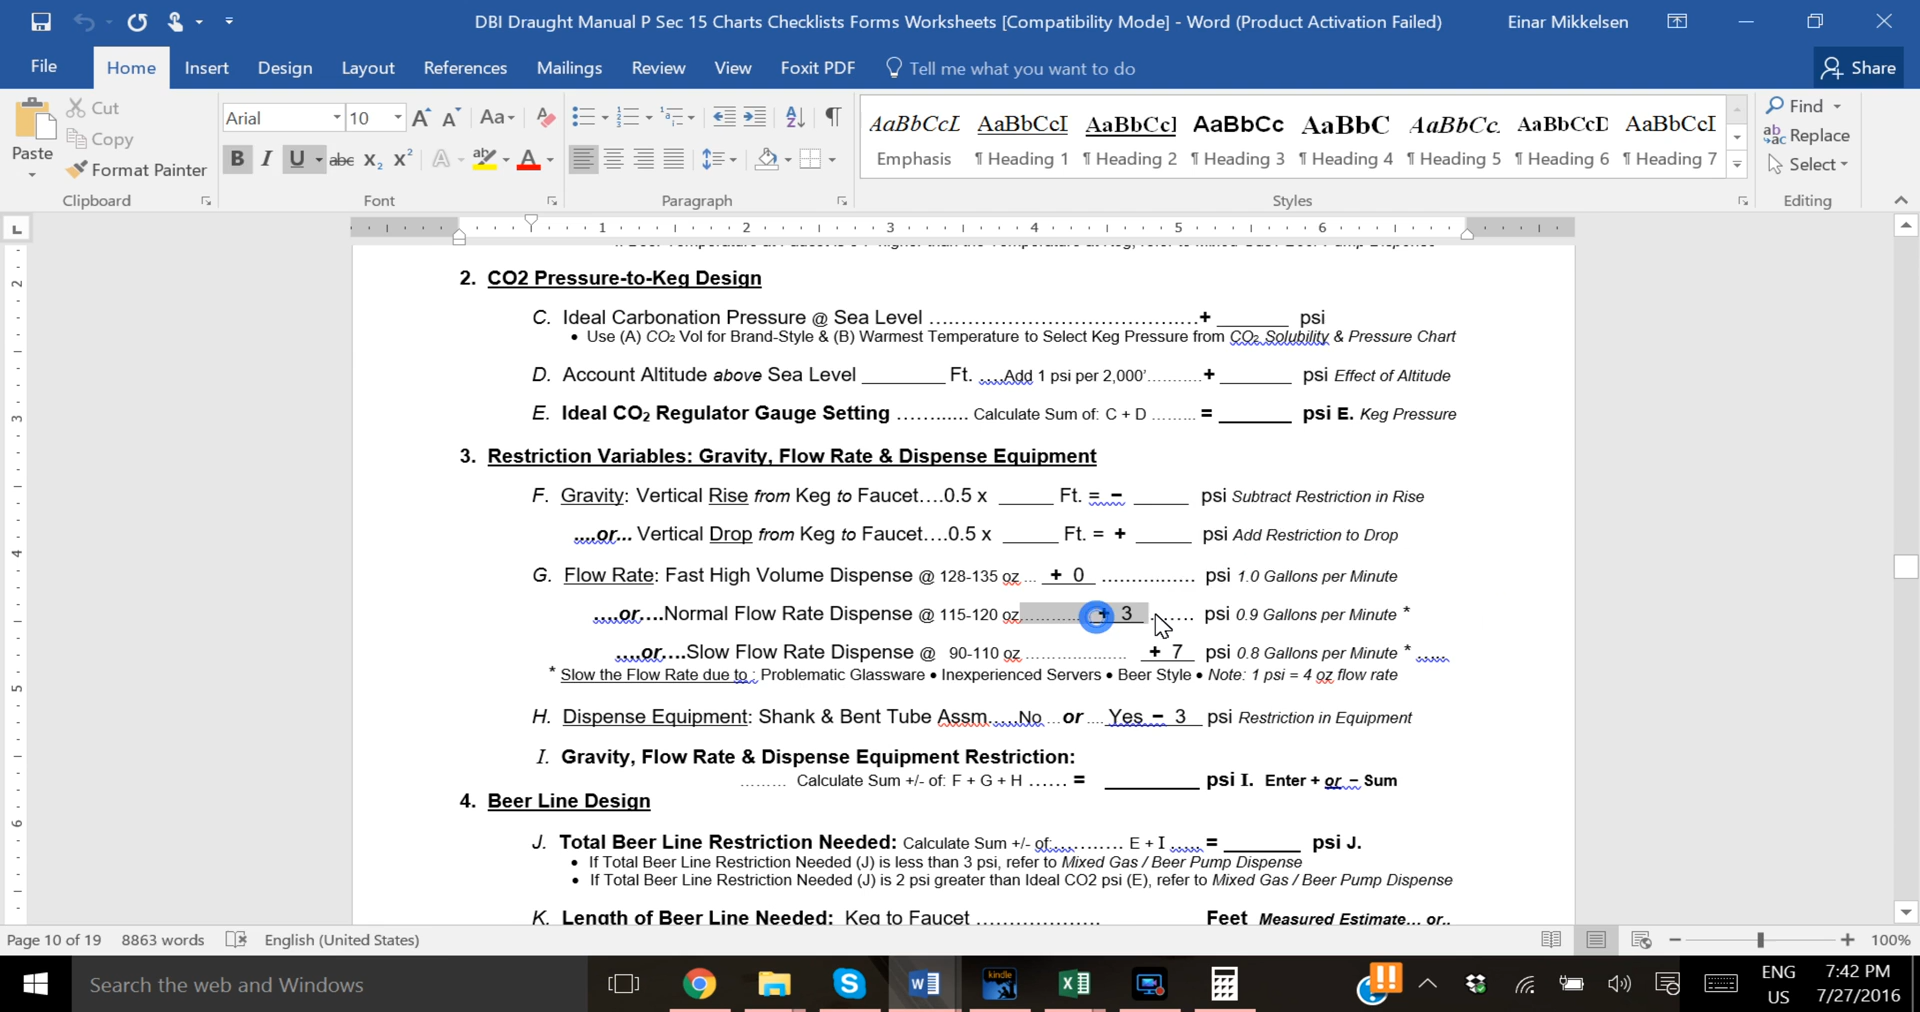 DBI Draught Manual P Sec 15 Charts Checklists Forms Worksheets [Compatibility Mode] - Word (Product Activation Failed)
Einar Mikkelsen
File Home Insert Design Layout References Mailings Review View Foxit PDF Tell me what you want to do Share
Paste
Cut
Copy
Format Painter
Clipboard
Arial 10
Font
Paragraph
AaBbCcL AaBbCcI AaBbCcI AaBbCc AaBbC AaBbCc. AaBbCcD AaBbCcI
Emphasis ¶ Heading 1 ¶ Heading 2 ¶ Heading 3 ¶ Heading 4 ¶ Heading 5 ¶ Heading 6 ¶ Heading 7
Styles
Find
Replace
Select
Editing
1 2 3 4 5 6
2. CO2 Pressure-to-Keg Design
C. Ideal Carbonation Pressure @ Sea Level ……………………………………+ _______ psi
• Use (A) CO₂ Vol for Brand-Style & (B) Warmest Temperature to Select Keg Pressure from CO₂ Solubility & Pressure Chart
D. Account Altitude above Sea Level ________ Ft. ….Add 1 psi per 2,000'………..+ _______ psi Effect of Altitude
E. Ideal CO₂ Regulator Gauge Setting …….….. Calculate Sum of: C + D ……… = _______ psi E. Keg Pressure
3. Restriction Variables: Gravity, Flow Rate & Dispense Equipment
F. Gravity: Vertical Rise from Keg to Faucet….0.5 x _____ Ft. = − _____ psi Subtract Restriction in Rise
....or... Vertical Drop from Keg to Faucet….0.5 x _____ Ft. = + _____ psi Add Restriction to Drop
G. Flow Rate: Fast High Volume Dispense @ 128-135 oz … + 0 ……………. psi 1.0 Gallons per Minute
....or....Normal Flow Rate Dispense @ 115-120 oz………… + 3 …….. psi 0.9 Gallons per Minute *
....or....Slow Flow Rate Dispense @ 90-110 oz ………………… + 7 psi 0.8 Gallons per Minute * …..
* Slow the Flow Rate due to : Problematic Glassware • Inexperienced Servers • Beer Style • Note: 1 psi = 4 oz flow rate
H. Dispense Equipment: Shank & Bent Tube Assm…..No … or ….Yes − 3 psi Restriction in Equipment
I. Gravity, Flow Rate & Dispense Equipment Restriction:
……… Calculate Sum +/- of: F + G + H …… = ________ psi I. Enter + or − Sum
4. Beer Line Design
J. Total Beer Line Restriction Needed: Calculate Sum +/- of:………… E + I ….. = _______ psi J.
• If Total Beer Line Restriction Needed (J) is less than 3 psi, refer to Mixed Gas / Beer Pump Dispense
• If Total Beer Line Restriction Needed (J) is 2 psi greater than Ideal CO2 psi (E), refer to Mixed Gas / Beer Pump Dispense
K. Length of Beer Line Needed: Keg to Faucet ……………….. Feet Measured Estimate... or..
Page 10 of 19 8863 words English (United States) 100%
Search the web and Windows
kindle
ENG
US
7:42 PM
7/27/2016